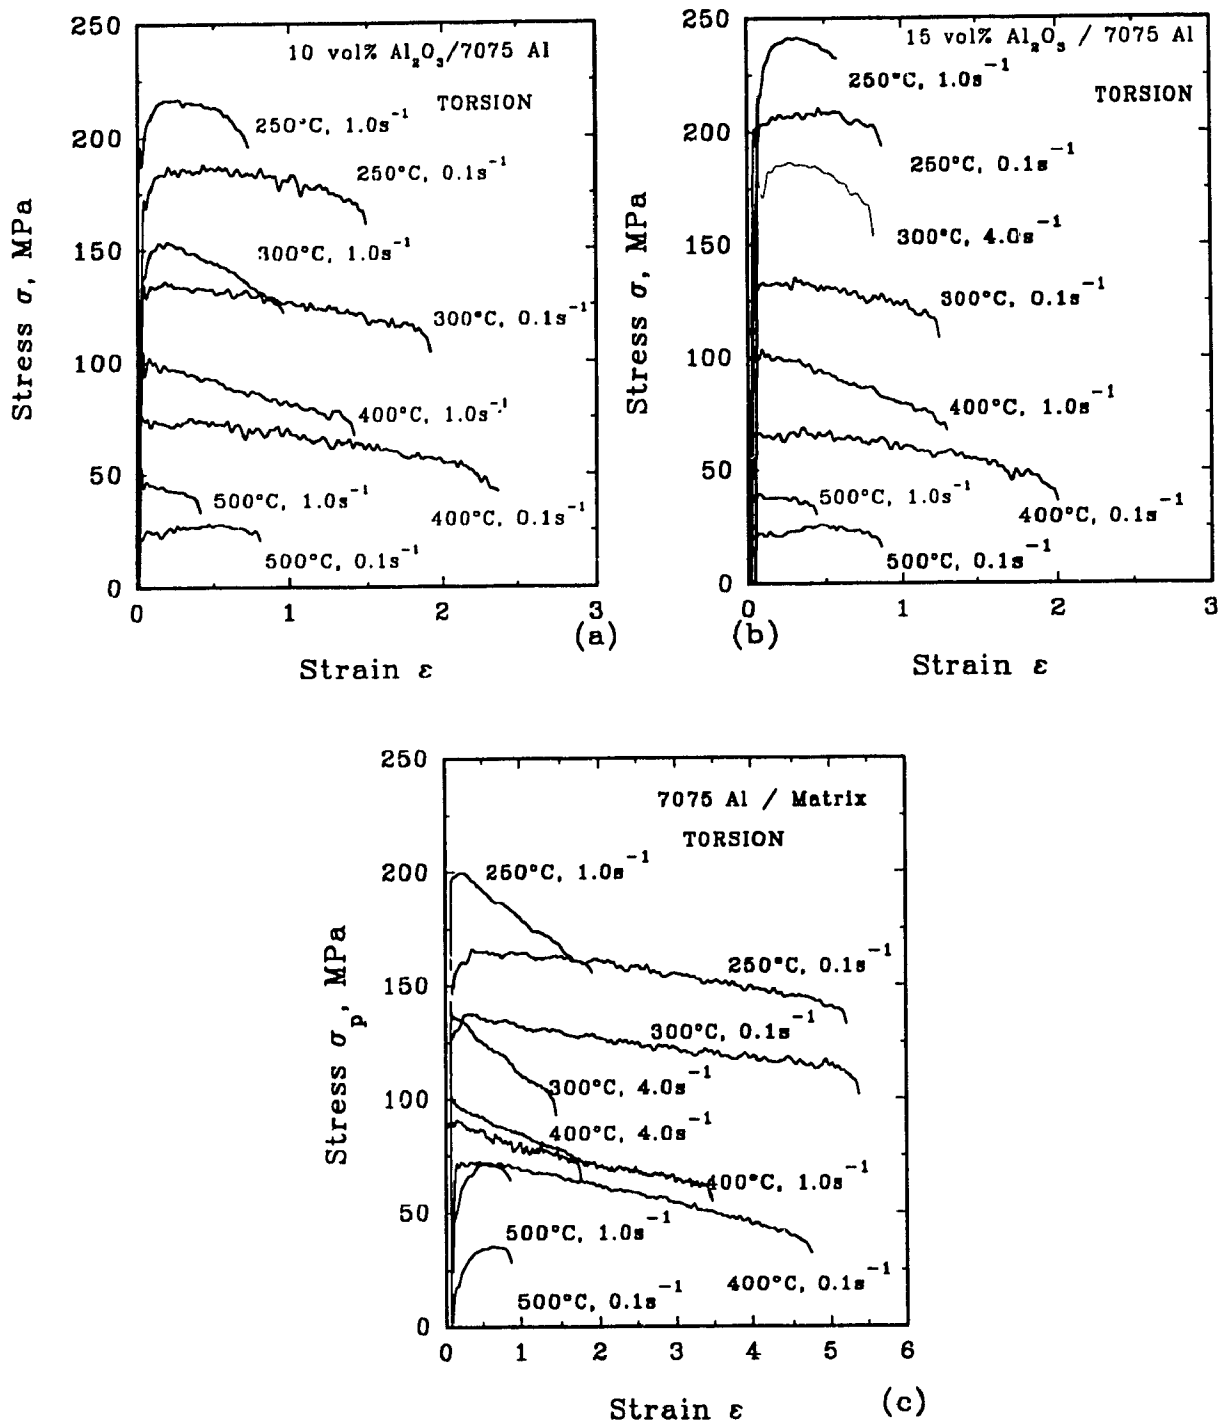 10 vol% Al₂O₃/7075 Al
TORSION
250°C, 1.0s⁻¹
250°C, 0.1s⁻¹
300°C, 1.0s⁻¹
300°C, 0.1s⁻¹
400°C, 1.0s⁻¹
500°C, 1.0s⁻¹
400°C, 0.1s⁻¹
500°C, 0.1s⁻¹
250
200
150
100
50
0
0 1 2 3
Stress σ, MPa
Strain ε
(a)
15 vol% Al₂O₃ / 7075 Al
250°C, 1.0s⁻¹
TORSION
250°C, 0.1s⁻¹
300°C, 4.0s⁻¹
300°C, 0.1s⁻¹
400°C, 1.0s⁻¹
500°C, 1.0s⁻¹
400°C, 0.1s⁻¹
500°C, 0.1s⁻¹
250
200
150
100
50
0
0 1 2 3
Stress σ, MPa
Strain ε
(b)
7075 Al / Matrix
TORSION
250°C, 1.0s⁻¹
250°C, 0.1s⁻¹
300°C, 0.1s⁻¹
300°C, 4.0s⁻¹
400°C, 4.0s⁻¹
400°C, 1.0s⁻¹
500°C, 1.0s⁻¹
400°C, 0.1s⁻¹
500°C, 0.1s⁻¹
250
200
150
100
50
0
0 1 2 3 4 5 6
Stress σₚ, MPa
Strain ε
(c)